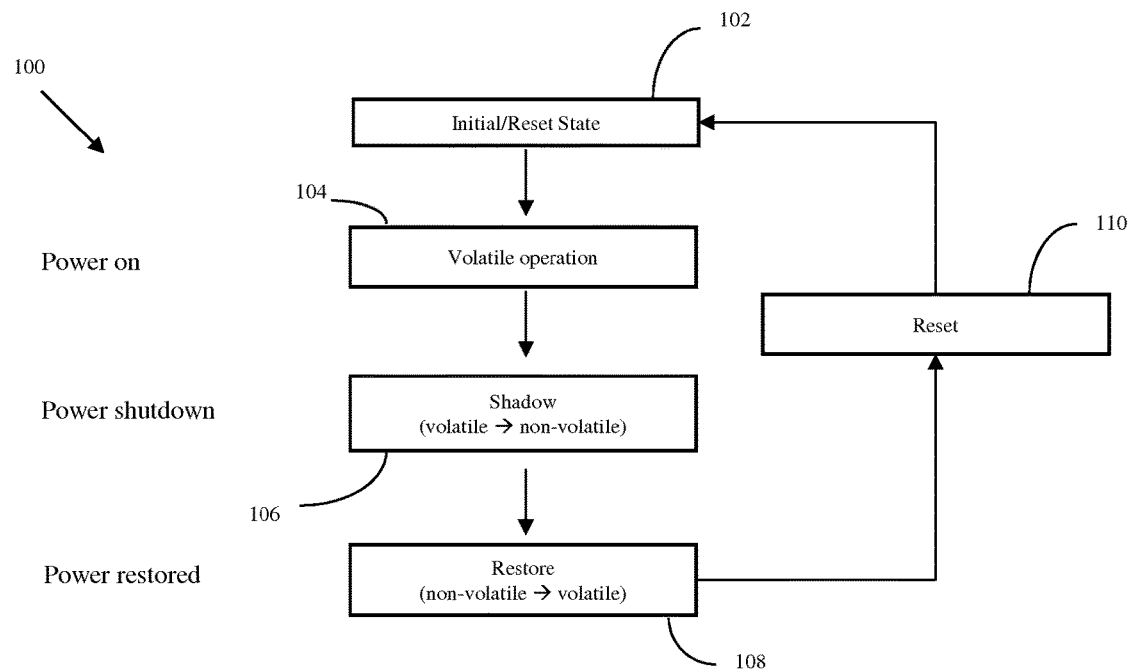 102
100
Initial/Reset State
104
110
Power on
Volatile operation
Reset
Power shutdown
Shadow
(volatile → non-volatile)
106
Power restored
Restore
(non-volatile → volatile)
108